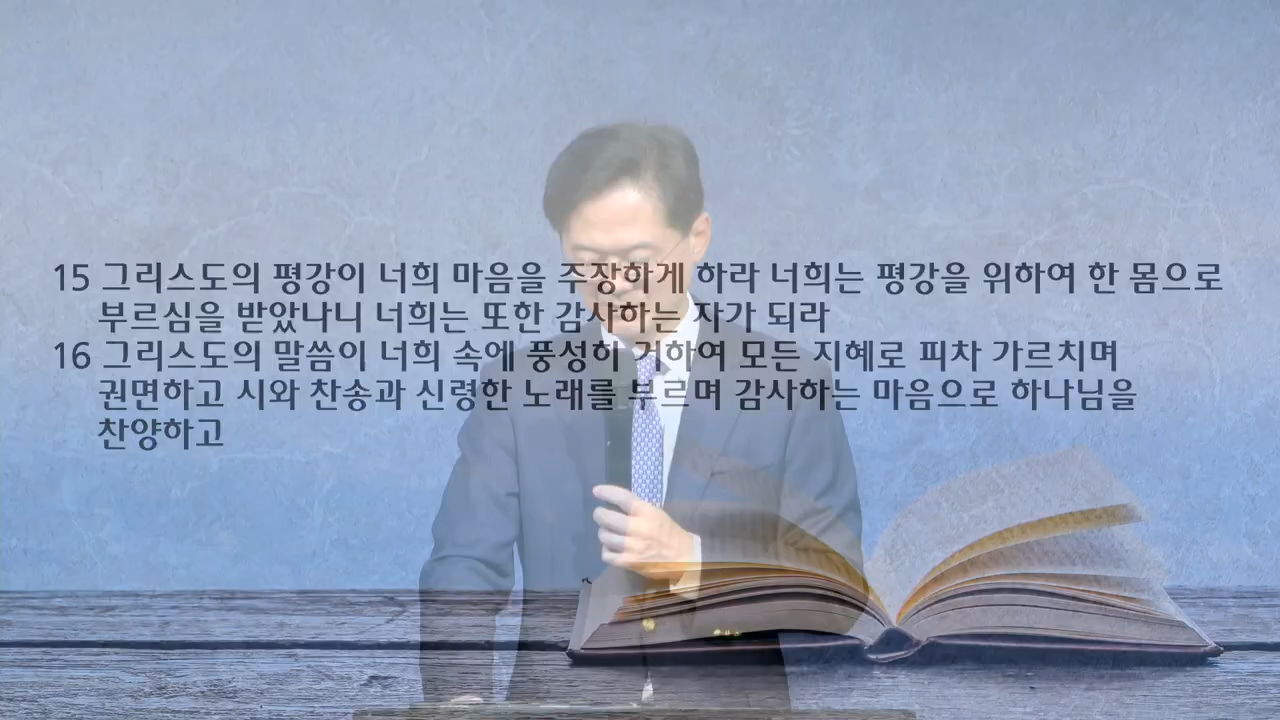 15 그리스도의 평강이 너희 마음을 주장하게 하라 너희는 평강을 위하여 한 몸으로
부르심을 받았나니 너희는 또한 감사하는 자가 되라
16 그리스도의 말씀이 너희 속에 풍성히 거하여 모든 지혜로 피차 가르치며
권면하고 시와 찬송과 신령한 노래를 부르며 감사하는 마음으로 하나님을
찬양하고